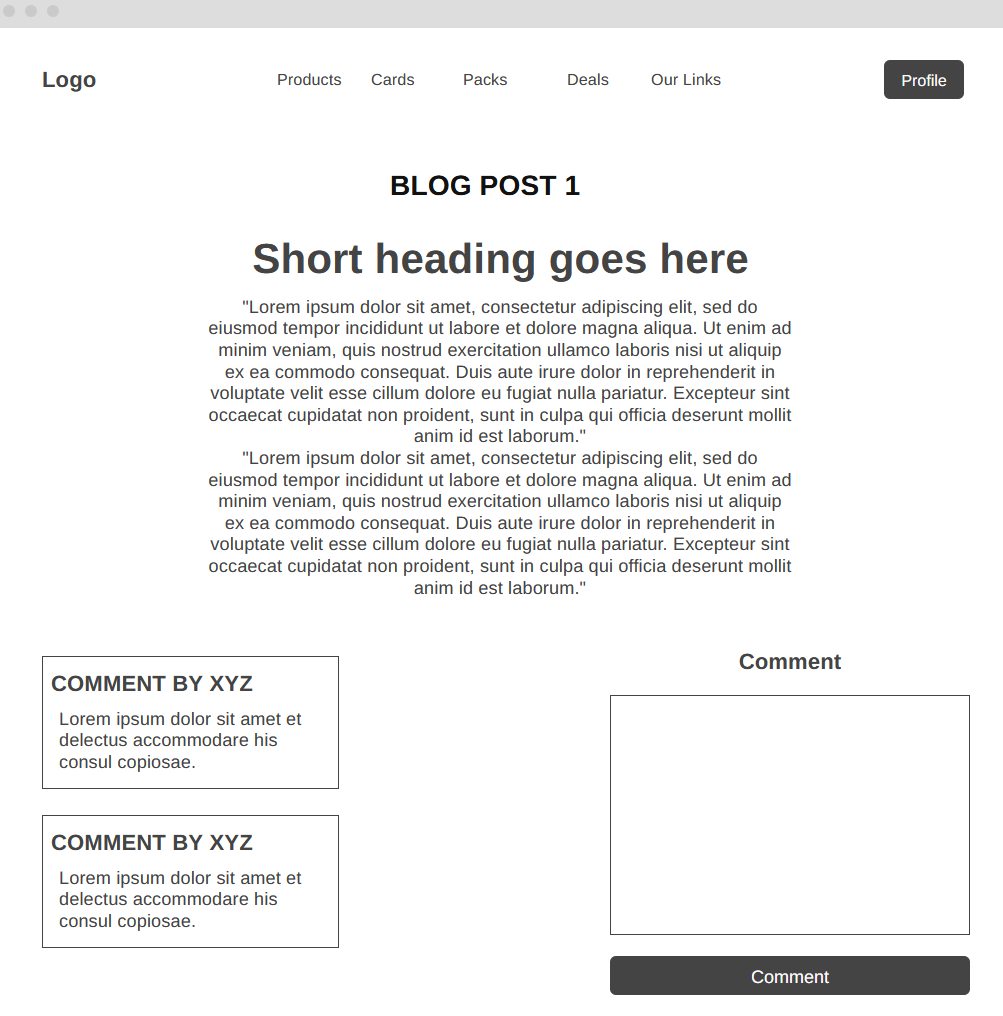 Logo
Products Cards Packs Deals Our Links
Profile
BLOG POST 1
Short heading goes here
"Lorem ipsum dolor sit amet, consectetur adipiscing elit, sed do
eiusmod tempor incididunt ut labore et dolore magna aliqua. Ut enim ad
minim veniam, quis nostrud exercitation ullamco laboris nisi ut aliquip
ex ea commodo consequat. Duis aute irure dolor in reprehenderit in
voluptate velit esse cillum dolore eu fugiat nulla pariatur. Excepteur sint
occaecat cupidatat non proident, sunt in culpa qui officia deserunt mollit
anim id est laborum."
"Lorem ipsum dolor sit amet, consectetur adipiscing elit, sed do
eiusmod tempor incididunt ut labore et dolore magna aliqua. Ut enim ad
minim veniam, quis nostrud exercitation ullamco laboris nisi ut aliquip
ex ea commodo consequat. Duis aute irure dolor in reprehenderit in
voluptate velit esse cillum dolore eu fugiat nulla pariatur. Excepteur sint
occaecat cupidatat non proident, sunt in culpa qui officia deserunt mollit
anim id est laborum."
COMMENT BY XYZ
Lorem ipsum dolor sit amet et
delectus accommodare his
consul copiosae.
COMMENT BY XYZ
Lorem ipsum dolor sit amet et
delectus accommodare his
consul copiosae.
Comment
Comment